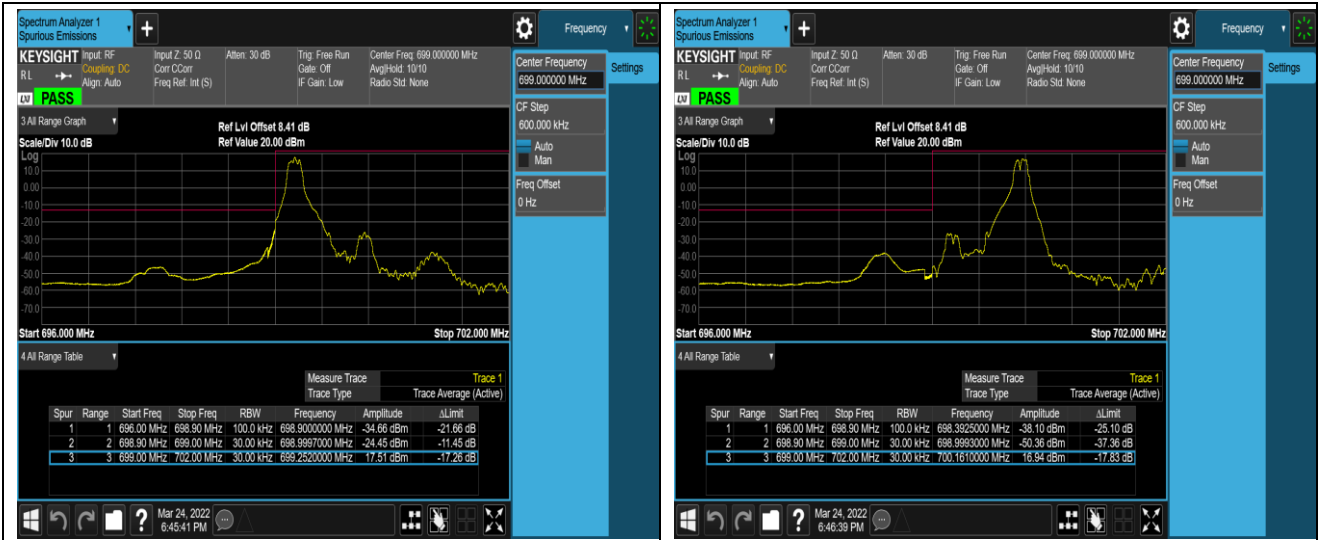 Spectrum Analyzer 1
Spurious Emissions
+
Frequency
KEYSIGHT Input: RF Input Z: 50 Ω Atten: 30 dB Trig: Free Run Center Freq: 699.000000 MHz
RL Coupling: DC Corr CCorr Gate: Off Avg|Hold: 10/10
Align: Auto Freq Ref: Int (S) IF Gain: Low Radio Std: None
LXI PASS
Center Frequency
699.000000 MHz
Settings
CF Step
600.000 kHz
Auto
Man
Freq Offset
0 Hz
3 All Range Graph
Ref Lvl Offset 8.41 dB
Scale/Div 10.0 dB Ref Value 20.00 dBm
Log
10.0
0.00
-10.0
-20.0
-30.0
-40.0
-50.0
-60.0
-70.0
Start 696.000 MHz Stop 702.000 MHz
4 All Range Table
Measure Trace Trace 1
Trace Type Trace Average (Active)
Spur Range Start Freq Stop Freq RBW Frequency Amplitude ΔLimit
1 1 696.00 MHz 698.90 MHz 100.0 kHz 698.9000000 MHz -34.66 dBm -21.66 dB
2 2 698.90 MHz 699.00 MHz 30.00 kHz 698.9997000 MHz -24.45 dBm -11.45 dB
3 3 699.00 MHz 702.00 MHz 30.00 kHz 699.2520000 MHz 17.51 dBm -17.26 dB
? Mar 24, 2022
6:45:41 PM
Spectrum Analyzer 1
Spurious Emissions
+
Frequency
KEYSIGHT Input: RF Input Z: 50 Ω Atten: 30 dB Trig: Free Run Center Freq: 699.000000 MHz
RL Coupling: DC Corr CCorr Gate: Off Avg|Hold: 10/10
Align: Auto Freq Ref: Int (S) IF Gain: Low Radio Std: None
LXI PASS
Center Frequency
699.000000 MHz
Settings
CF Step
600.000 kHz
Auto
Man
Freq Offset
0 Hz
3 All Range Graph
Ref Lvl Offset 8.41 dB
Scale/Div 10.0 dB Ref Value 20.00 dBm
Log
10.0
0.00
-10.0
-20.0
-30.0
-40.0
-50.0
-60.0
-70.0
Start 696.000 MHz Stop 702.000 MHz
4 All Range Table
Measure Trace Trace 1
Trace Type Trace Average (Active)
Spur Range Start Freq Stop Freq RBW Frequency Amplitude ΔLimit
1 1 696.00 MHz 698.90 MHz 100.0 kHz 698.3925000 MHz -38.10 dBm -25.10 dB
2 2 698.90 MHz 699.00 MHz 30.00 kHz 698.9993000 MHz -50.36 dBm -37.36 dB
3 3 699.00 MHz 702.00 MHz 30.00 kHz 700.1610000 MHz 16.94 dBm -17.83 dB
? Mar 24, 2022
6:46:39 PM